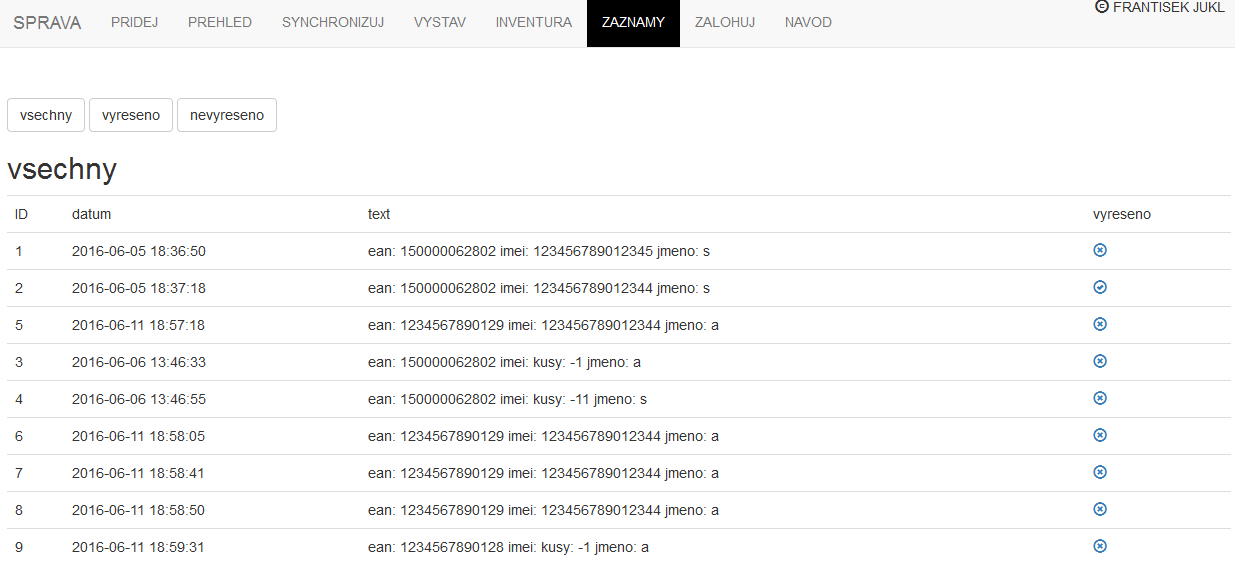 SPRAVA PRIDEJ PREHLED SYNCHRONIZUJ VYSTAV INVENTURA ZAZNAMY ZALOHUJ NAVOD © FRANTISEK JUKL
vsechny vyreseno nevyreseno
vsechny
ID datum text vyreseno
1 2016-06-05 18:36:50 ean: 150000062802 imei: 123456789012345 jmeno: s
2 2016-06-05 18:37:18 ean: 150000062802 imei: 123456789012344 jmeno: s
5 2016-06-11 18:57:18 ean: 1234567890129 imei: 123456789012344 jmeno: a
3 2016-06-06 13:46:33 ean: 150000062802 imei: kusy: -1 jmeno: a
4 2016-06-06 13:46:55 ean: 150000062802 imei: kusy: -11 jmeno: s
6 2016-06-11 18:58:05 ean: 1234567890129 imei: 123456789012344 jmeno: a
7 2016-06-11 18:58:41 ean: 1234567890129 imei: 123456789012344 jmeno: a
8 2016-06-11 18:58:50 ean: 1234567890129 imei: 123456789012344 jmeno: a
9 2016-06-11 18:59:31 ean: 1234567890128 imei: kusy: -1 jmeno: a